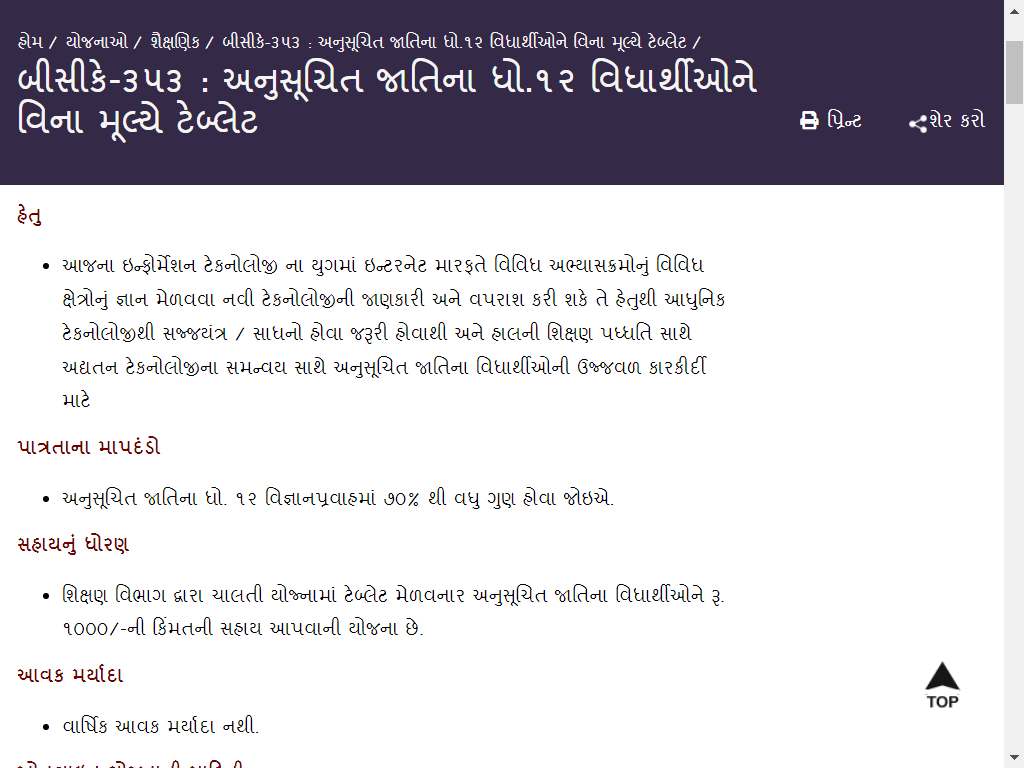 હોમ / યોજનાઓ / શૈક્ષણિક / બીસીકે-૩૫૩ : અનુસૂચિત જાતિના ધો.૧૨ વિધાર્થીઓને વિના મૂલ્યે ટેબ્લેટ /
બીસીકે-૩૫૩ : અનુસૂચિત જાતિના ધો.૧૨ વિધાર્થીઓને
વિના મૂલ્યે ટેબ્લેટ
પ્રિન્ટ
શેર કરો
હેતુ
આજના ઇન્ફોર્મેશન ટેકનોલોજી ના યુગમાં ઇન્ટરનેટ મારફતે વિવિધ અભ્યાસક્રમોનું વિવિધ
ક્ષેત્રોનું જ્ઞાન મેળવવા નવી ટેકનોલોજીની જાણકારી અને વપરાશ કરી શકે તે હેતુથી આધુનિક
ટેકનોલોજીથી સજ્જયંત્ર / સાધનો હોવા જરૂરી હોવાથી અને હાલની શિક્ષણ પધ્ધતિ સાથે
અદ્યતન ટેકનોલોજીના સમન્વય સાથે અનુસૂચિત જાતિના વિધાર્થીઓની ઉજ્જવળ કારકીર્દી
માટે
પાત્રતાના માપદંડો
અનુસૂચિત જાતિના ધો. ૧૨ વિજ્ઞાનપ્રવાહમાં ૭૦% થી વધુ ગુણ હોવા જોઇએ.
સહાયનું ધોરણ
શિક્ષણ વિભાગ દ્વારા ચાલતી યોજ્નામાં ટેબ્લેટ મેળવનાર અનુસૂચિત જાતિના વિધાર્થીઓને રૂ.
૧૦૦૦/-ની કિંમતની સહાય આપવાની યોજના છે.
આવક મર્યાદા
TOP
વાર્ષિક આવક મર્યાદા નથી.